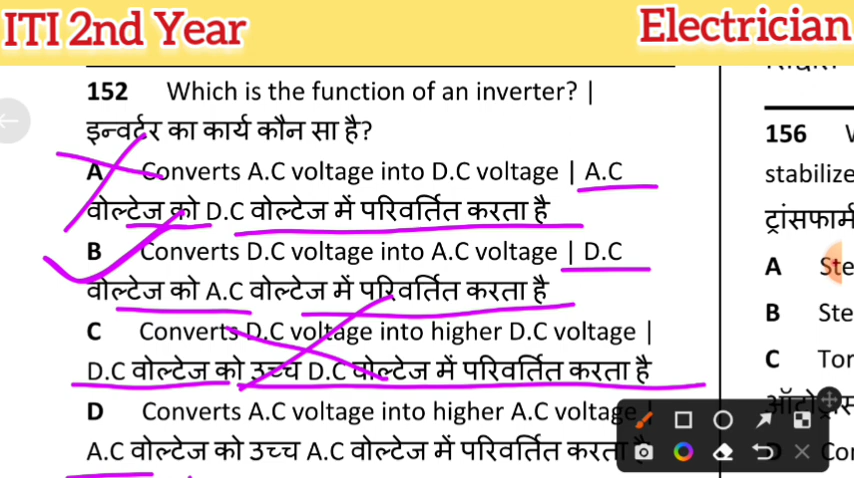 ITI 2nd Year
Electrician
152 Which is the function of an inverter? |
इन्वर्टर का कार्य कौन सा है?
A Converts A.C voltage into D.C voltage | A.C
वोल्टेज को D.C वोल्टेज में परिवर्तित करता है
B Converts D.C voltage into A.C voltage | D.C
वोल्टेज को A.C वोल्टेज में परिवर्तित करता है
C Converts D.C voltage into higher D.C voltage |
D.C वोल्टेज को उच्च D.C वोल्टेज में परिवर्तित करता है
D Converts A.C voltage into higher A.C voltage |
A.C वोल्टेज को उच्च A.C वोल्टेज में परिवर्तित करता है
156
stabilize
ट्रांसफार्म
A Ste
B Ste
C Tor
D Con